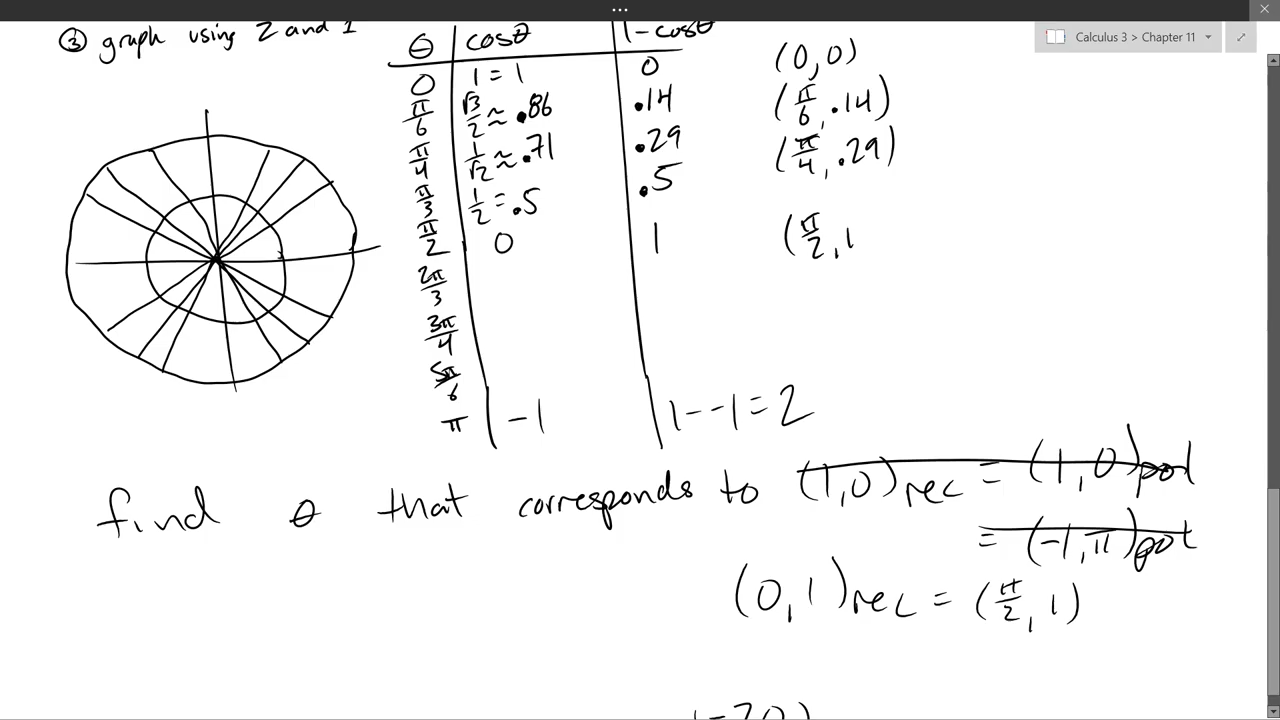 ③ graph using 2 and 1
Calculus 3 > Chapter 11
θ cosθ 1-cosθ
0 1 = 1 0 (0,0)
π/6 √3/2 ≈ .86 .14 (π/6, .14)
π/4 1/√2 ≈ .71 .29 (π/4, .29)
π/3 1/2 = .5 .5
π/2 0 1 (π/2, 1
2π/3
3π/4
5π/6
π -1 1--1=2
find θ that corresponds to (1,0)rec = (1,0)pol
= (-1,π)pol
(0,1)rec = (π/2, 1)